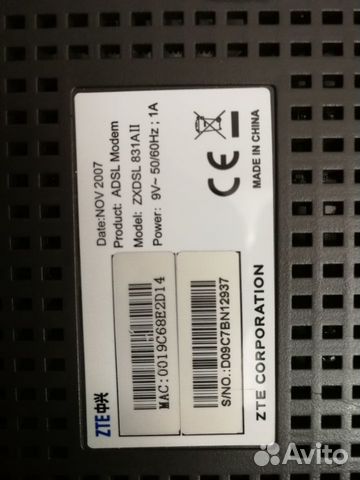 Date:NOV 2007
Product: ADSL Modem
Model: ZXDSL 831AII
Power: 9V~ 50/60Hz ; 1A
CE
MADE IN CHINA
ZTE中兴
MAC:0019C68E2D14
S/NO.:D09C7BN12937
ZTE CORPORATION
Avito